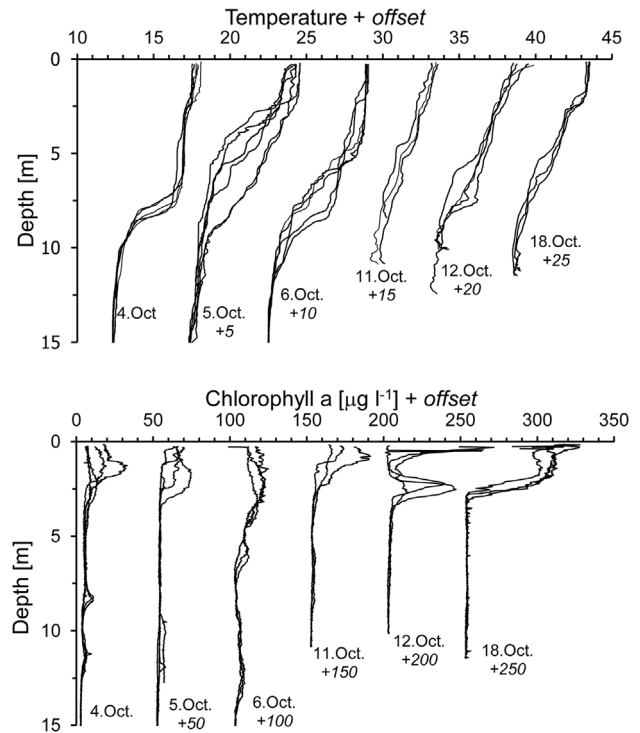 Temperature + offset
10 15 20 25 30 35 40 45
0
5
10
15
Depth [m]
4.Oct
5.Oct.
+5
6.Oct.
+10
11.Oct.
+15
12.Oct.
+20
18.Oct.
+25
Chlorophyll a [µg l-1] + offset
0 50 100 150 200 250 300 350
0
5
10
15
Depth [m]
4.Oct.
5.Oct.
+50
6.Oct.
+100
11.Oct.
+150
12.Oct.
+200
18.Oct.
+250